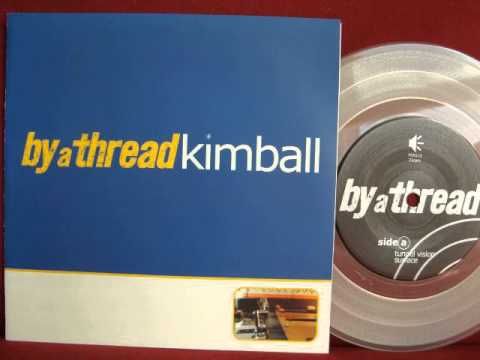 by a thread kimball
by a thread
side a
tunnel vision
surface